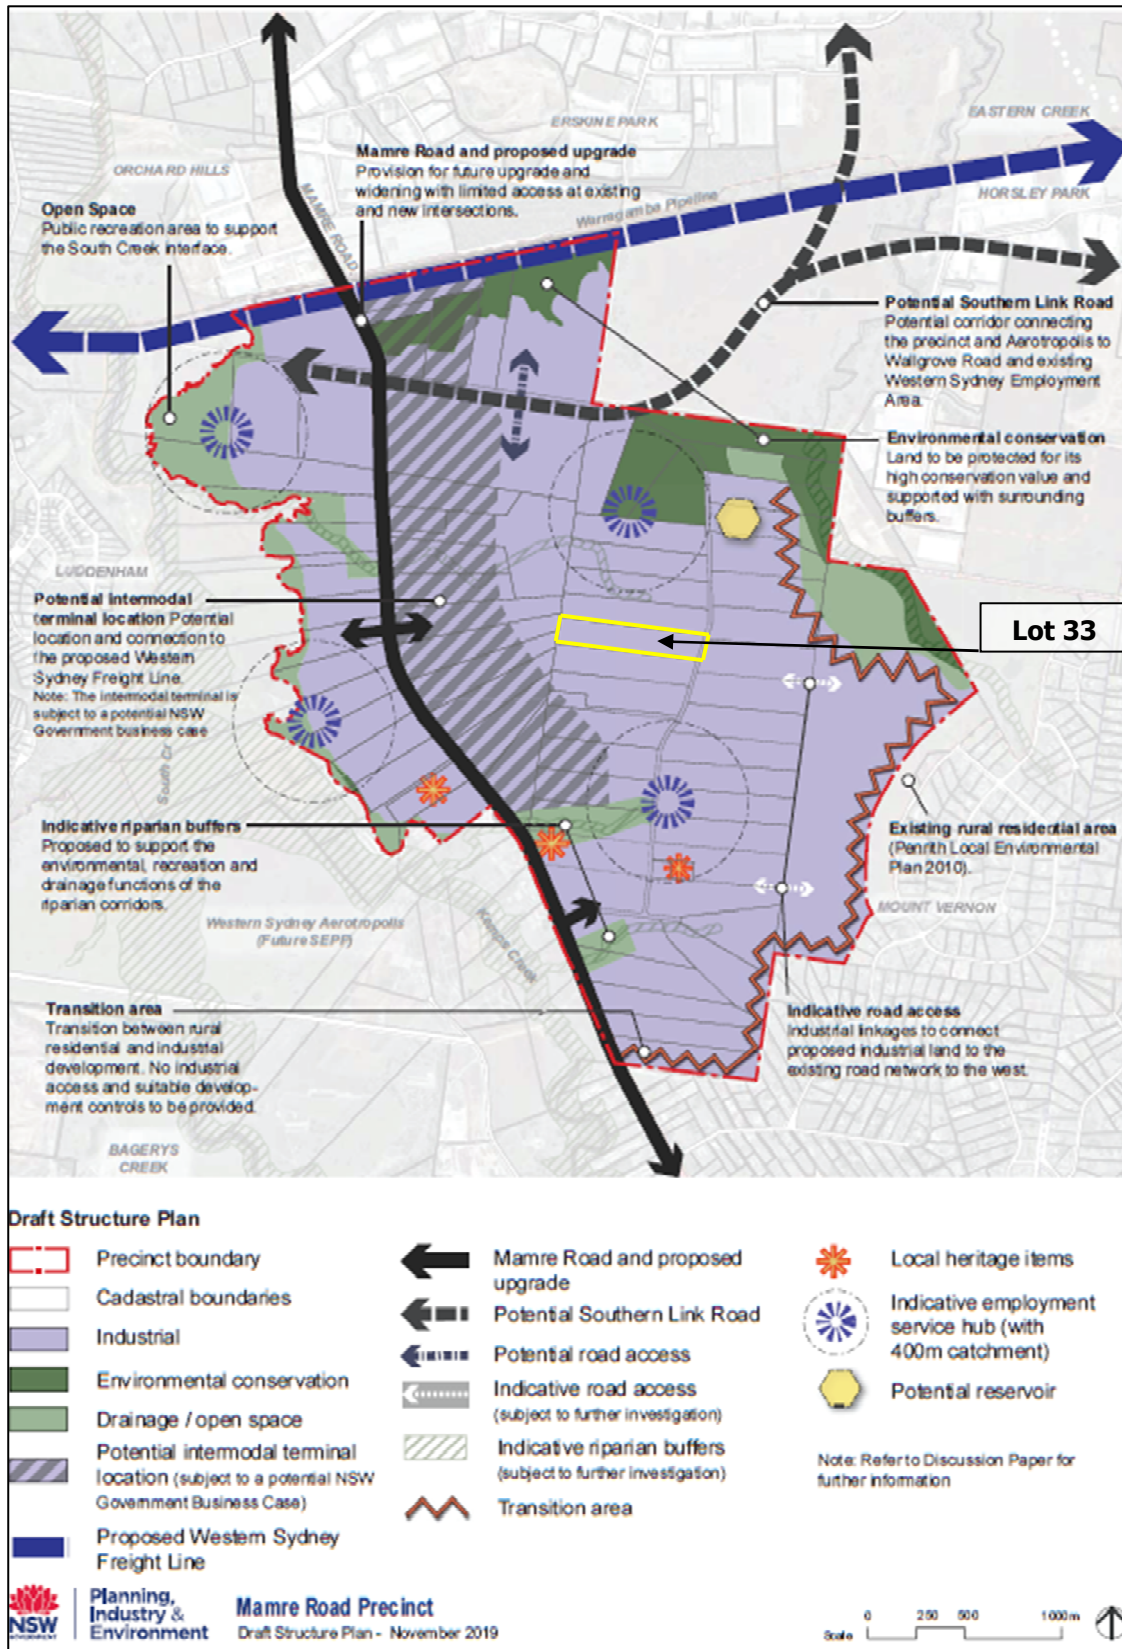 ERSKINE PARK
EASTERN CREEK
ORCHARD HILLS
HORSLEY PARK
Mamre Road and proposed upgrade
Provision for future upgrade and
widening with limited access at existing
and new intersections.
MAMRE ROAD
Warragamba Pipeline
Open Space
Public recreation area to support
the South Creek interface.
Potential Southern Link Road
Potential corridor connecting
the precinct and Aerotropolis to
Wallgrove Road and existing
Western Sydney Employment
Area.
Environmental conservation
Land to be protected for its
high conservation value and
supported with surrounding
buffers.
LUDDENHAM
Potential intermodal
terminal location Potential
location and connection to
the proposed Western
Sydney Freight Line.
Note: The intermodal terminal is
subject to a potential NSW
Government business case
Lot 33
South Cr
Indicative riparian buffers
Proposed to support the
environmental, recreation and
drainage functions of the
riparian corridors.
Existing rural residential area
(Penrith Local Environmental
Plan 2010).
MOUNT VERNON
Western Sydney Aerotropolis
(Future SEPP)
Kemps Creek
Transition area
Transition between rural
residential and industrial
development. No industrial
access and suitable develop-
ment controls to be provided.
Indicative road access
Industrial linkages to connect
proposed industrial land to the
existing road network to the west.
BAGERYS
CREEK
Draft Structure Plan
Precinct boundary
Cadastral boundaries
Industrial
Environmental conservation
Drainage / open space
Potential intermodal terminal
location (subject to a potential NSW
Government Business Case)
Proposed Western Sydney
Freight Line
Mamre Road and proposed
upgrade
Potential Southern Link Road
Potential road access
Indicative road access
(subject to further investigation)
Indicative riparian buffers
(subject to further investigation)
Transition area
Local heritage items
Indicative employment
service hub (with
400m catchment)
Potential reservoir
Note: Refer to Discussion Paper for
further information
NSW
GOVERNMENT
Planning,
Industry &
Environment
Mamre Road Precinct
Draft Structure Plan - November 2019
Scale 0 250 500 1000m